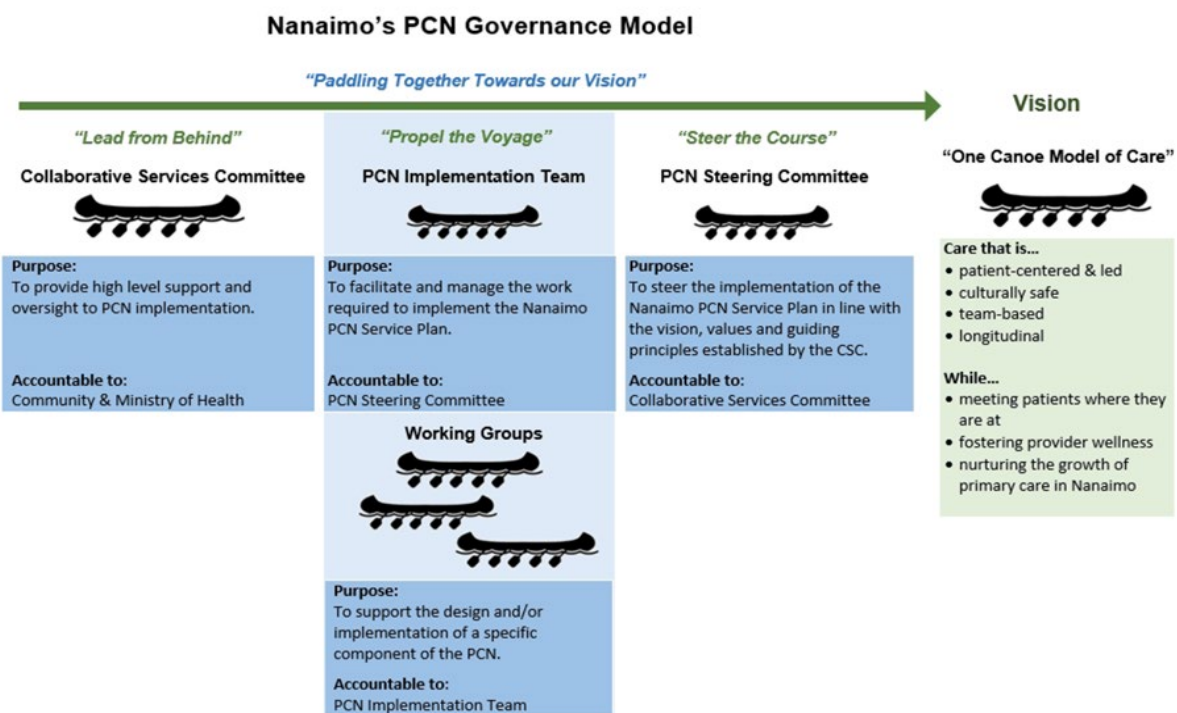 Nanaimo's PCN Governance Model
"Paddling Together Towards our Vision"
"Lead from Behind"
Collaborative Services Committee
Purpose:
To provide high level support and
oversight to PCN implementation.
Accountable to:
Community & Ministry of Health
"Propel the Voyage"
PCN Implementation Team
Purpose:
To facilitate and manage the work
required to implement the Nanaimo
PCN Service Plan.
Accountable to:
PCN Steering Committee
Working Groups
Purpose:
To support the design and/or
implementation of a specific
component of the PCN.
Accountable to:
PCN Implementation Team
"Steer the Course"
PCN Steering Committee
Purpose:
To steer the implementation of the
Nanaimo PCN Service Plan in line with
the vision, values and guiding
principles established by the CSC.
Accountable to:
Collaborative Services Committee
Vision
"One Canoe Model of Care"
Care that is...
• patient-centered & led
• culturally safe
• team-based
• longitudinal
While...
• meeting patients where they
are at
• fostering provider wellness
• nurturing the growth of
primary care in Nanaimo